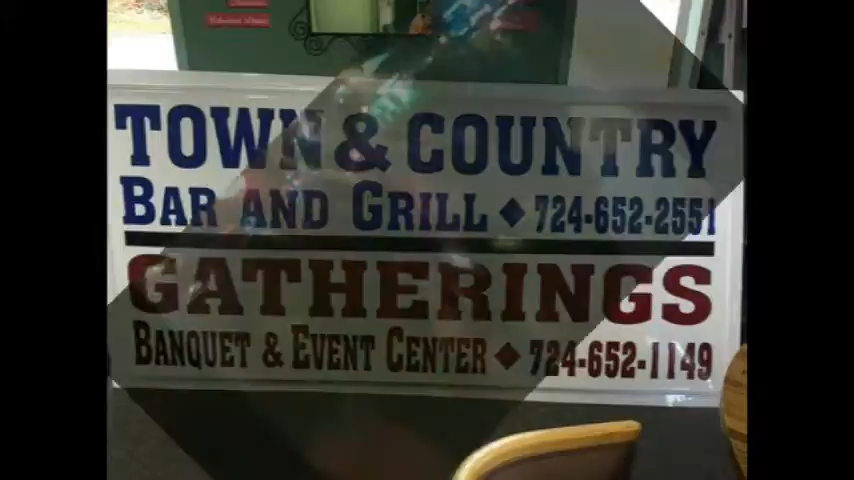 TOWN & COUNTRY
BAR AND GRILL ◆ 724-652-2551
GATHERINGS
BANQUET & EVENT CENTER ◆ 724-652-1149